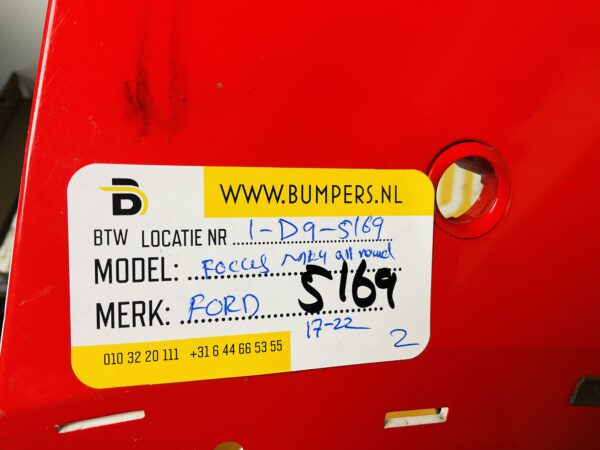 WWW.BUMPERS.NL
BTW LOCATIE NR 1-D9-5169
MODEL: FOCUS MK4 all round
MERK: FORD 5169
17-22
010 32 20 111 +31 6 44 66 53 55
2